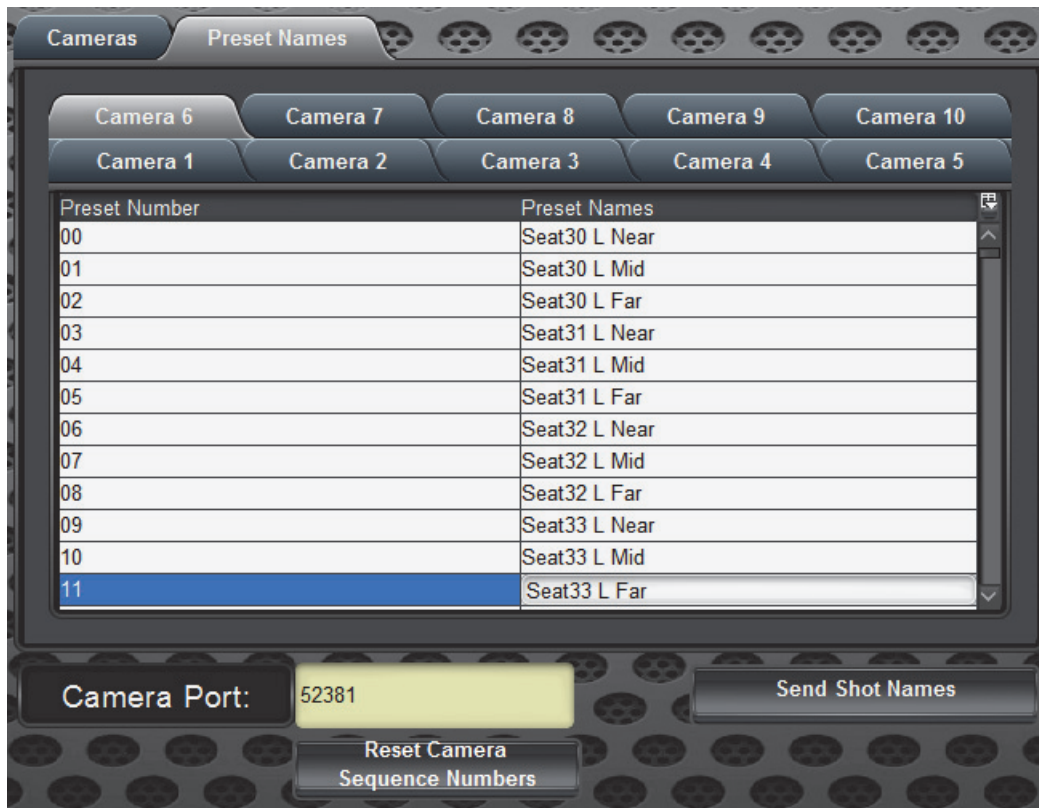 Cameras Preset Names
Camera 6 Camera 7 Camera 8 Camera 9 Camera 10
Camera 1 Camera 2 Camera 3 Camera 4 Camera 5
Preset Number Preset Names
00 Seat30 L Near
01 Seat30 L Mid
02 Seat30 L Far
03 Seat31 L Near
04 Seat31 L Mid
05 Seat31 L Far
06 Seat32 L Near
07 Seat32 L Mid
08 Seat32 L Far
09 Seat33 L Near
10 Seat33 L Mid
11 Seat33 L Far
Camera Port: 52381 Send Shot Names
Reset Camera
Sequence Numbers